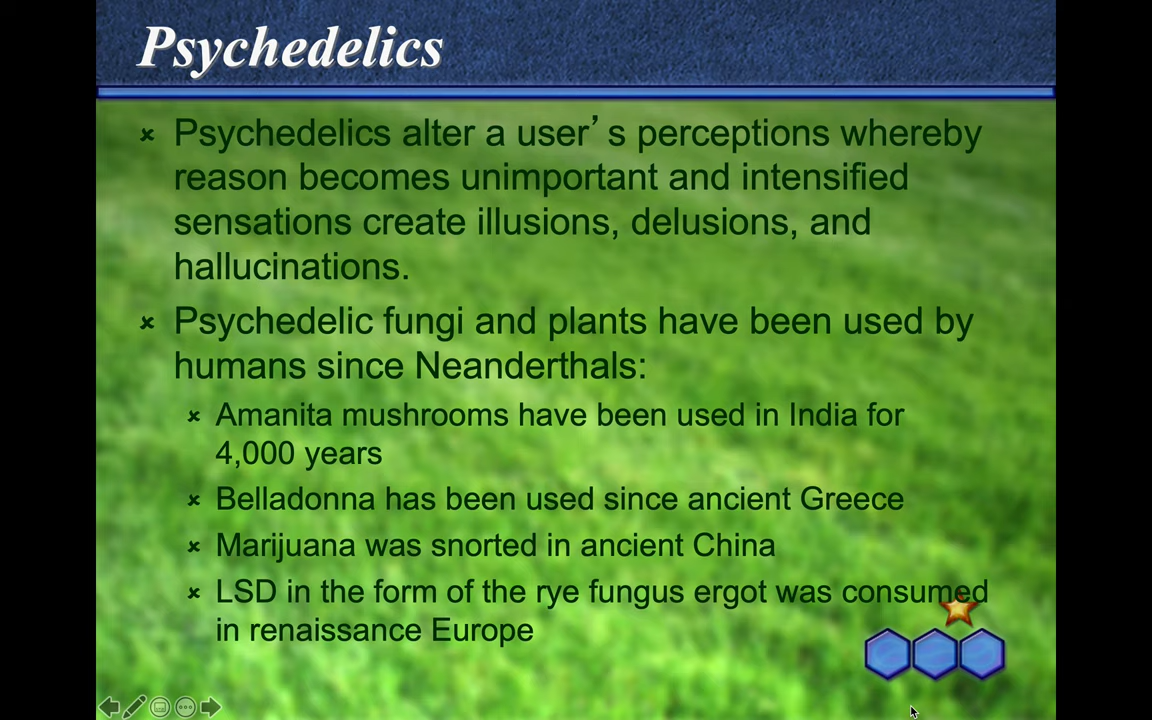 Psychedelics
Psychedelics alter a user’s perceptions whereby
reason becomes unimportant and intensified
sensations create illusions, delusions, and
hallucinations.
Psychedelic fungi and plants have been used by
humans since Neanderthals:
Amanita mushrooms have been used in India for
4,000 years
Belladonna has been used since ancient Greece
Marijuana was snorted in ancient China
LSD in the form of the rye fungus ergot was consumed
in renaissance Europe